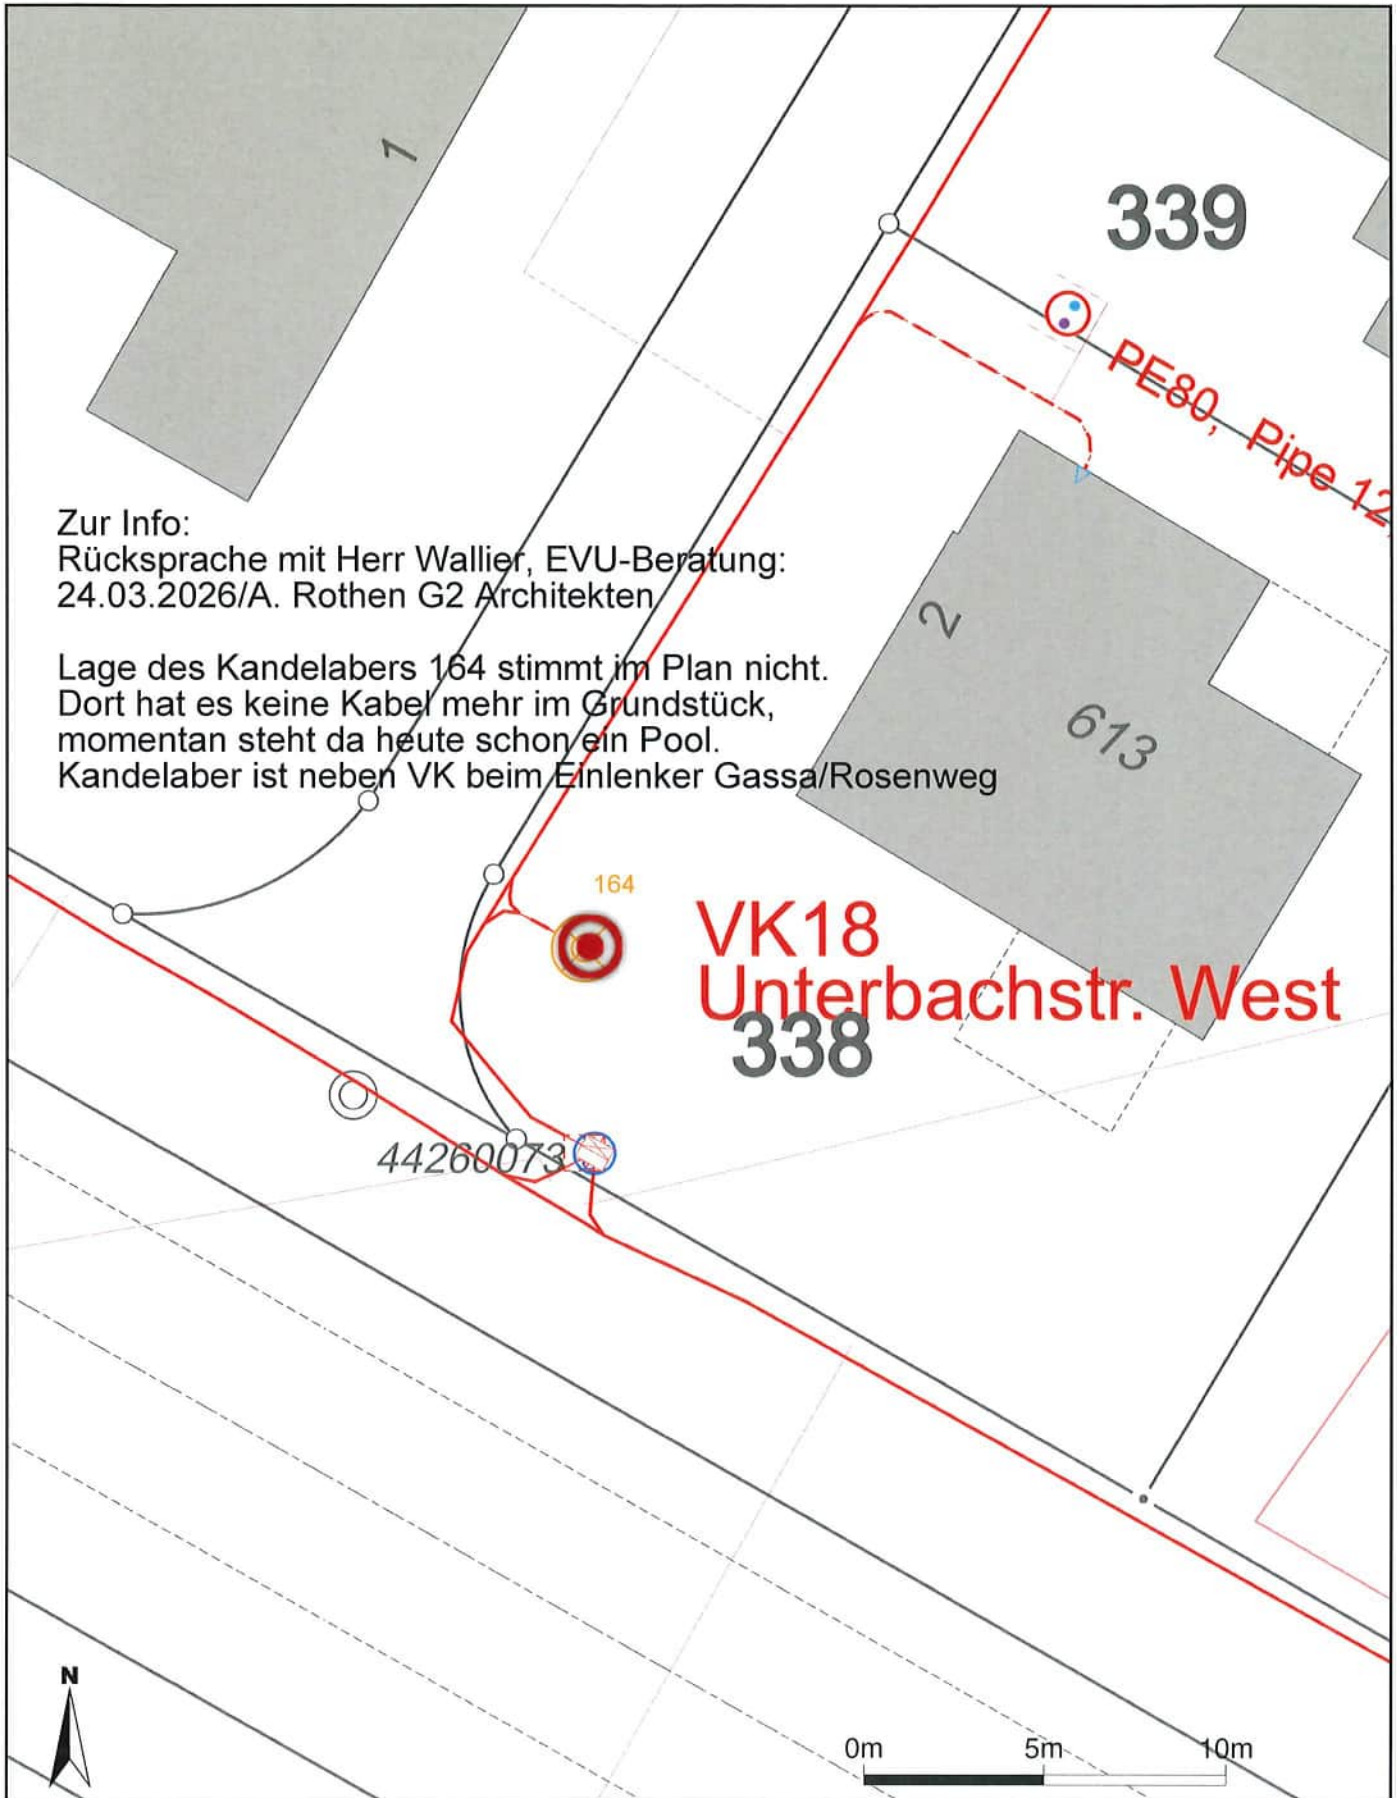 1
339
PE80, Pipe 12,
Zur Info:
Rücksprache mit Herr Wallier, EVU-Beratung:
24.03.2026/A. Rothen G2 Architekten
2
Lage des Kandelabers 164 stimmt im Plan nicht.
Dort hat es keine Kabel mehr im Grundstück,
momentan steht da heute schon ein Pool.
Kandelaber ist neben VK beim Einlenker Gassa/Rosenweg
613
164
VK18
Unterbachstr. West
338
44260073
N
0m 5m 10m